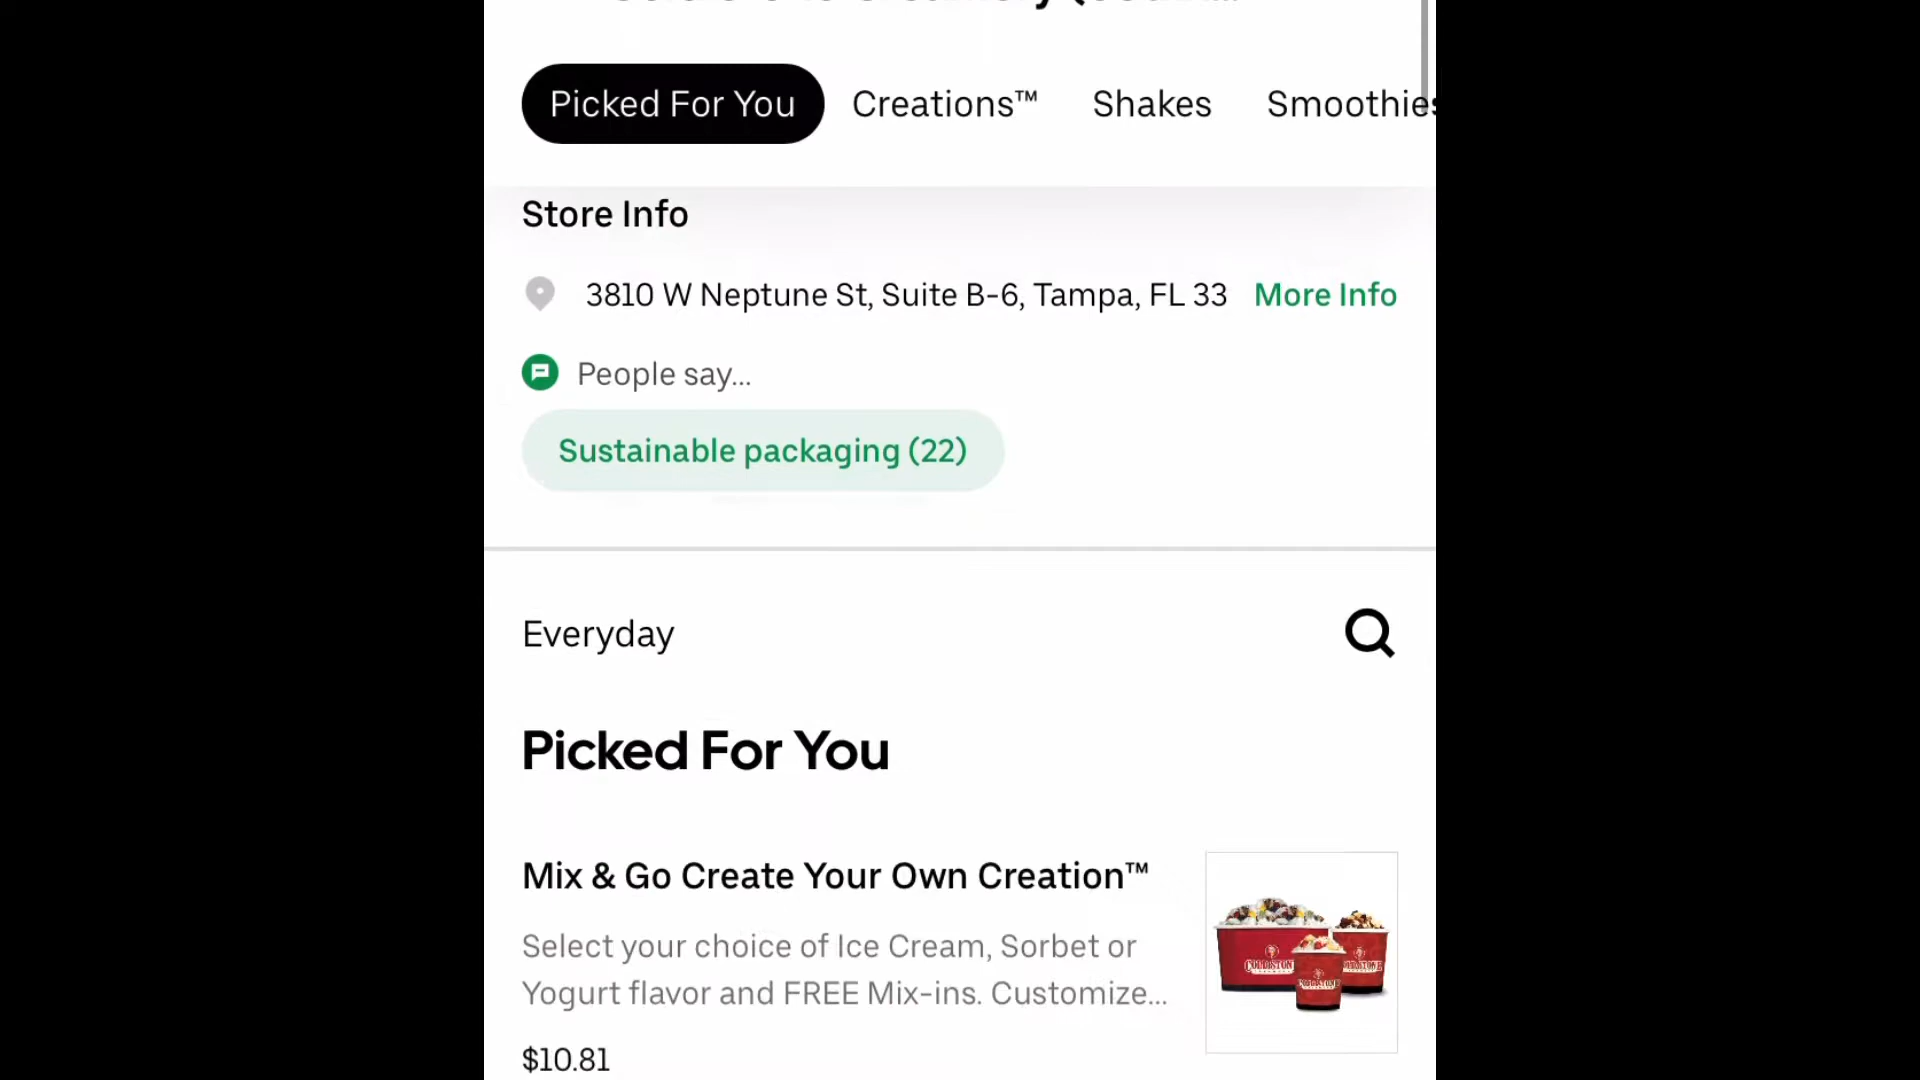 Picked For You Creations™ Shakes Smoothies
Store Info
3810 W Neptune St, Suite B-6, Tampa, FL 33 More Info
People say...
Sustainable packaging (22)
Everyday
Picked For You
Mix & Go Create Your Own Creation™
Select your choice of Ice Cream, Sorbet or
Yogurt flavor and FREE Mix-ins. Customize...
$10.81